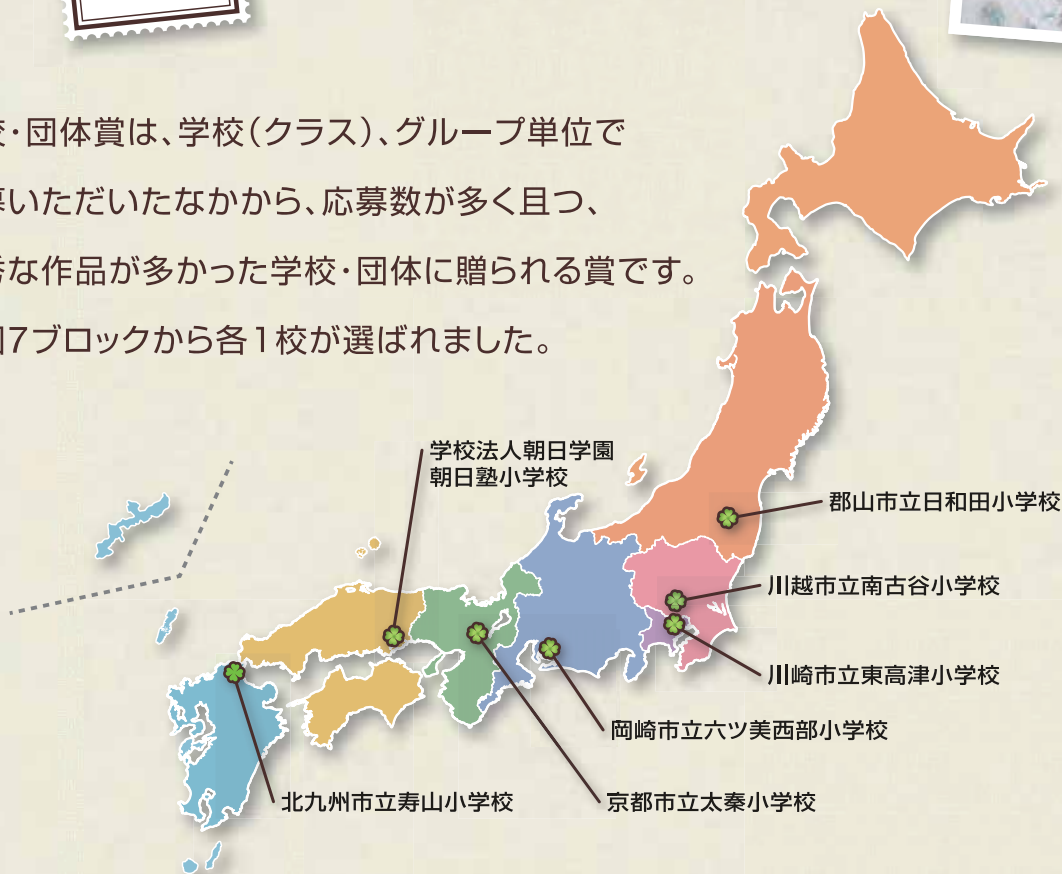 ・団体賞は、学校(クラス)、グループ単位で
いただいたなかから、応募数が多く且つ、
な作品が多かった学校・団体に贈られる賞です。
7ブロックから各1校が選ばれました。
学校法人朝日学園
朝日塾小学校
郡山市立日和田小学校
川越市立南古谷小学校
川崎市立東高津小学校
岡崎市立六ツ美西部小学校
北九州市立寿山小学校
京都市立太秦小学校